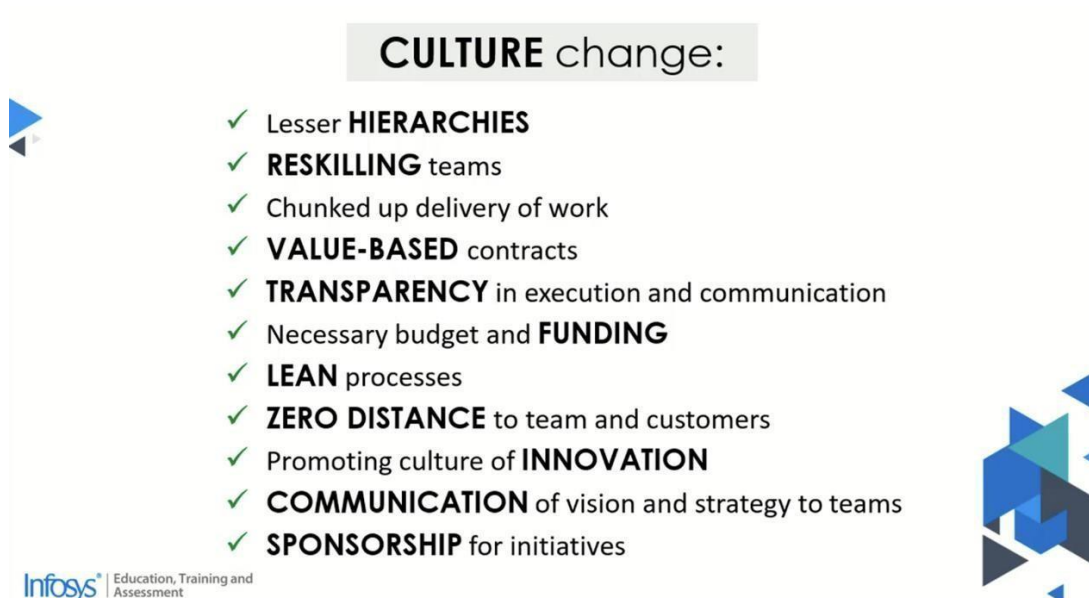 CULTURE change:
Lesser HIERARCHIES
RESKILLING teams
Chunked up delivery of work
VALUE-BASED contracts
TRANSPARENCY in execution and communication
Necessary budget and FUNDING
LEAN processes
ZERO DISTANCE to team and customers
Promoting culture of INNOVATION
COMMUNICATION of vision and strategy to teams
SPONSORSHIP for initiatives
Infosys® | Education, Training and
Assessment